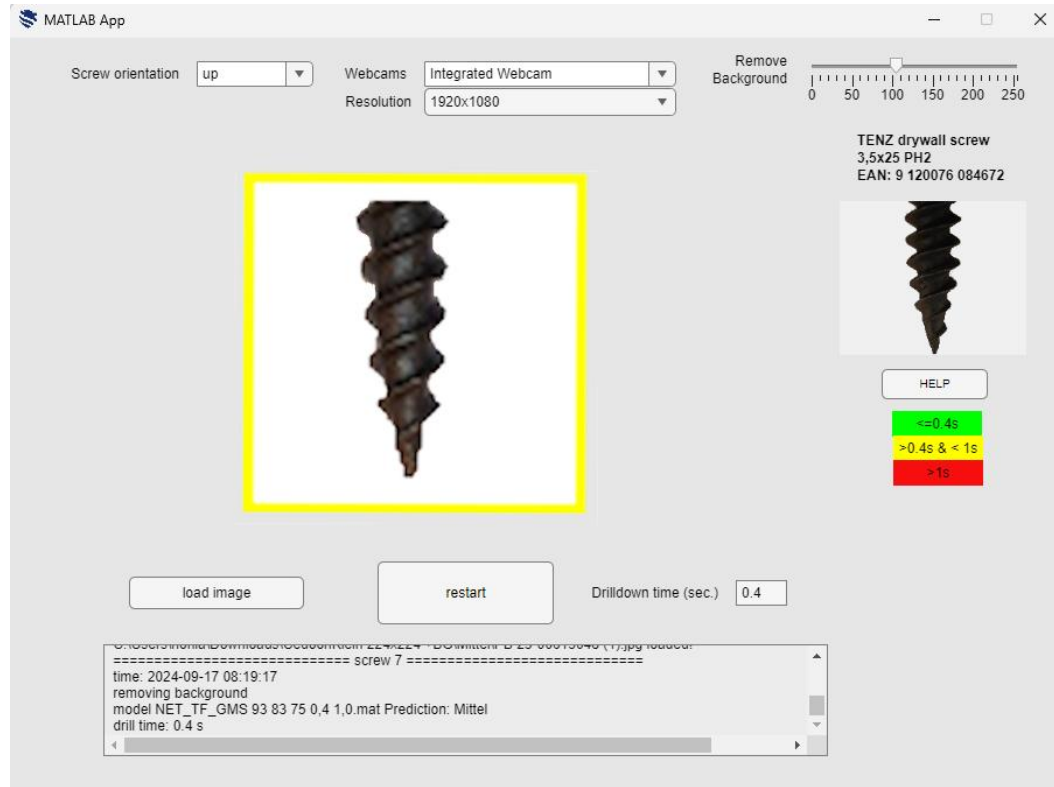 MATLAB App
Screw orientation up
Webcams Integrated Webcam
Resolution 1920x1080
Remove
Background
0 50 100 150 200 250
TENZ drywall screw
3,5x25 PH2
EAN: 9 120076 084672
HELP
<=0.4s
>0.4s & < 1s
>1s
load image
restart
Drilldown time (sec.) 0.4
============================= screw 7 =============================
time: 2024-09-17 08:19:17
removing background
model NET_TF_GMS 93 83 75 0,4 1,0.mat Prediction: Mittel
drill time: 0.4 s